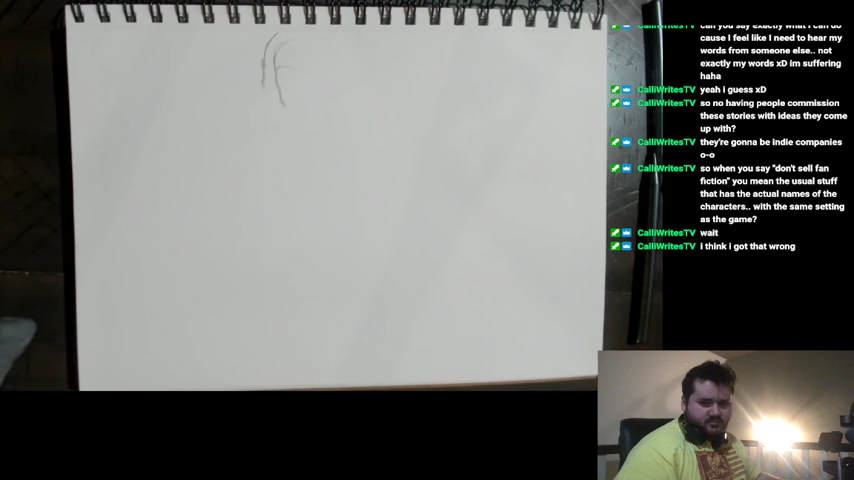 can you say exactly what I can do
cause I feel like I need to hear my
words from someone else.. not
exactly my words xD im suffering
haha
CalliWritesTV yeah i guess xD
CalliWritesTV so no having people commission
these stories with ideas they come
up with?
CalliWritesTV they're gonna be indie companies
o-o
CalliWritesTV so when you say "don't sell fan
fiction" you mean the usual stuff
that has the actual names of the
characters.. with the same setting
as the game?
CalliWritesTV wait
CalliWritesTV i think i got that wrong